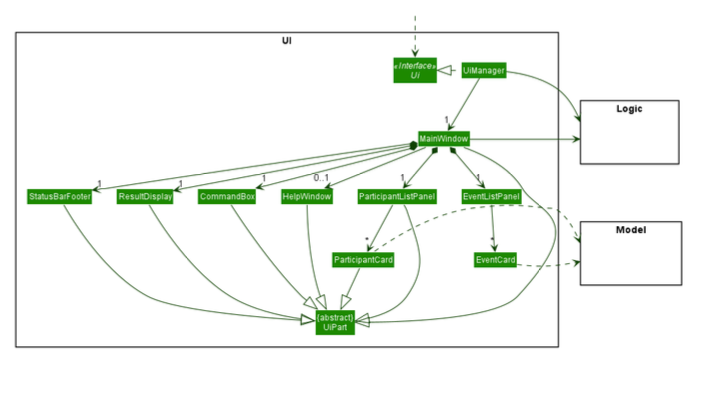 UI
«Interface»
Ui
UiManager
Logic
1
MainWindow
1
1
1
0..1
1
1
StatusBarFooter
ResultDisplay
CommandBox
HelpWindow
ParticipantListPanel
EventListPanel
Model
*
*
ParticipantCard
EventCard
{abstract}
UiPart